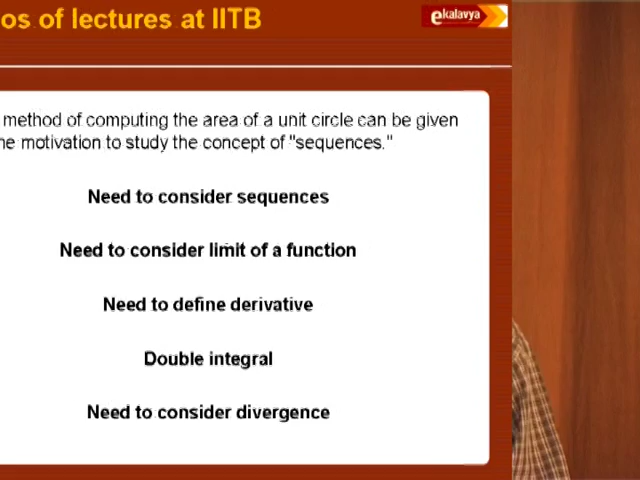 os of lectures at IITB
ekalavya
method of computing the area of a unit circle can be given
he motivation to study the concept of "sequences."
Need to consider sequences
Need to consider limit of a function
Need to define derivative
Double integral
Need to consider divergence